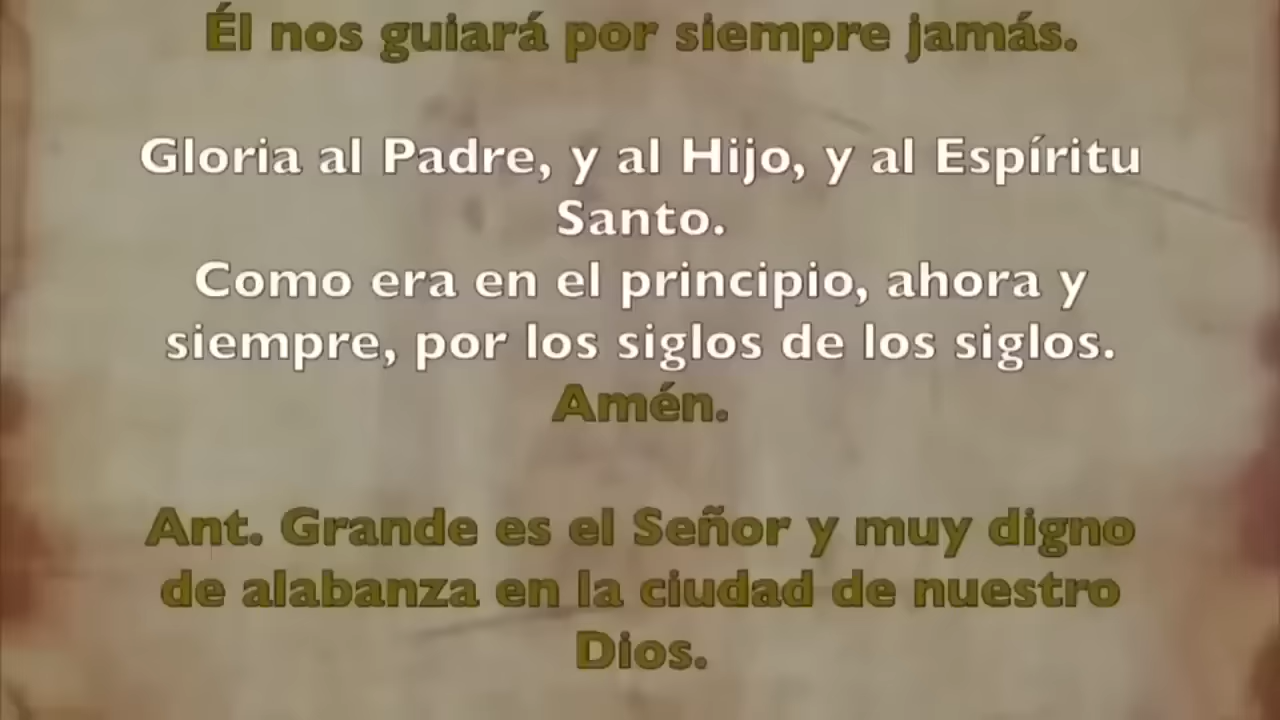 Él nos guiará por siempre jamás.
Gloria al Padre, y al Hijo, y al Espíritu
Santo.
Como era en el principio, ahora y
siempre, por los siglos de los siglos.
Amén.
Ant. Grande es el Señor y muy digno
de alabanza en la ciudad de nuestro
Dios.